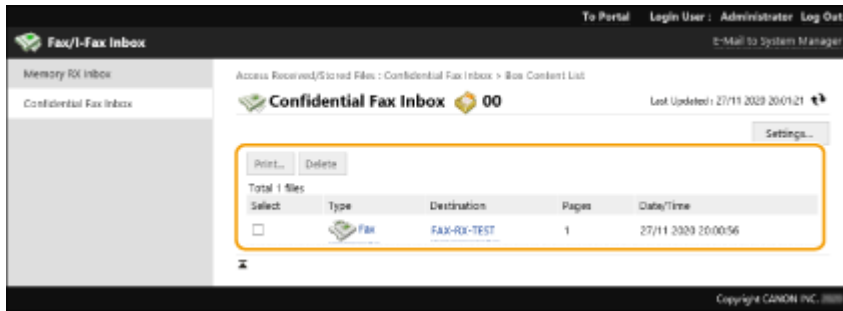 To Portal Login User : Administrator Log Out
Fax/I-Fax Inbox
E-Mail to System Manager
Memory RX Inbox
Confidential Fax Inbox
Access Received/Stored Files : Confidential Fax Inbox > Box Content List
Confidential Fax Inbox 00
Last Updated : 27/11 2020 20:01:21
Settings...
Print... Delete
Total 1 files
Select Type Destination Pages Date/Time
Fax FAX-RX-TEST 1 27/11 2020 20:00:56
Copyright CANON INC.